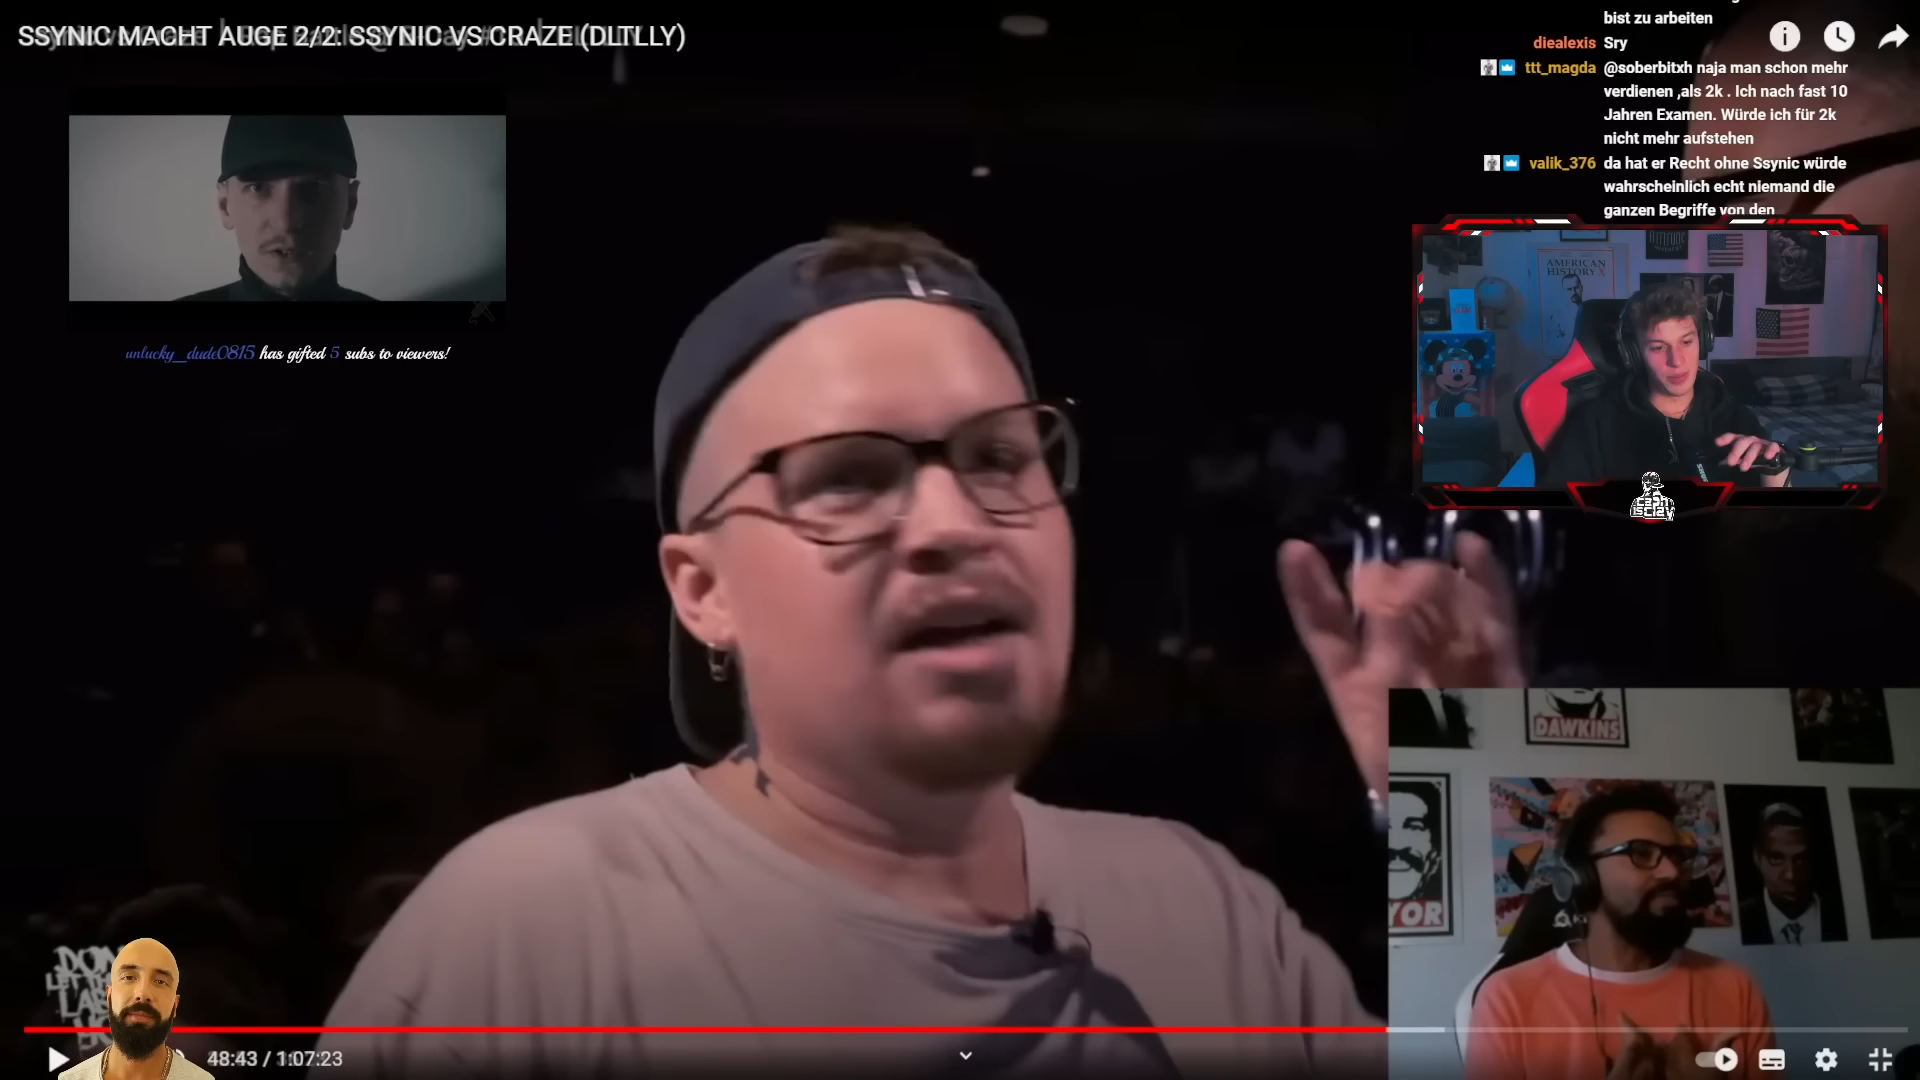 SSYNIC MACHT AUGE 2/2: SSYNIC VS CRAZE (DLTLLY)
bist zu arbeiten
diealexis Sry
ttt_magda @soberbitxh naja man schon mehr
verdienen ,als 2k . Ich nach fast 10
Jahren Examen. Würde ich für 2k
nicht mehr aufstehen
valik_376 da hat er Recht ohne Ssynic würde
wahrscheinlich echt niemand die
ganzen Begriffe von den
AMERICAN
HISTORY X
unlucky_dude0815 has gifted 5 subs to viewers!
DAWKINS
48:43 / 1:07:23